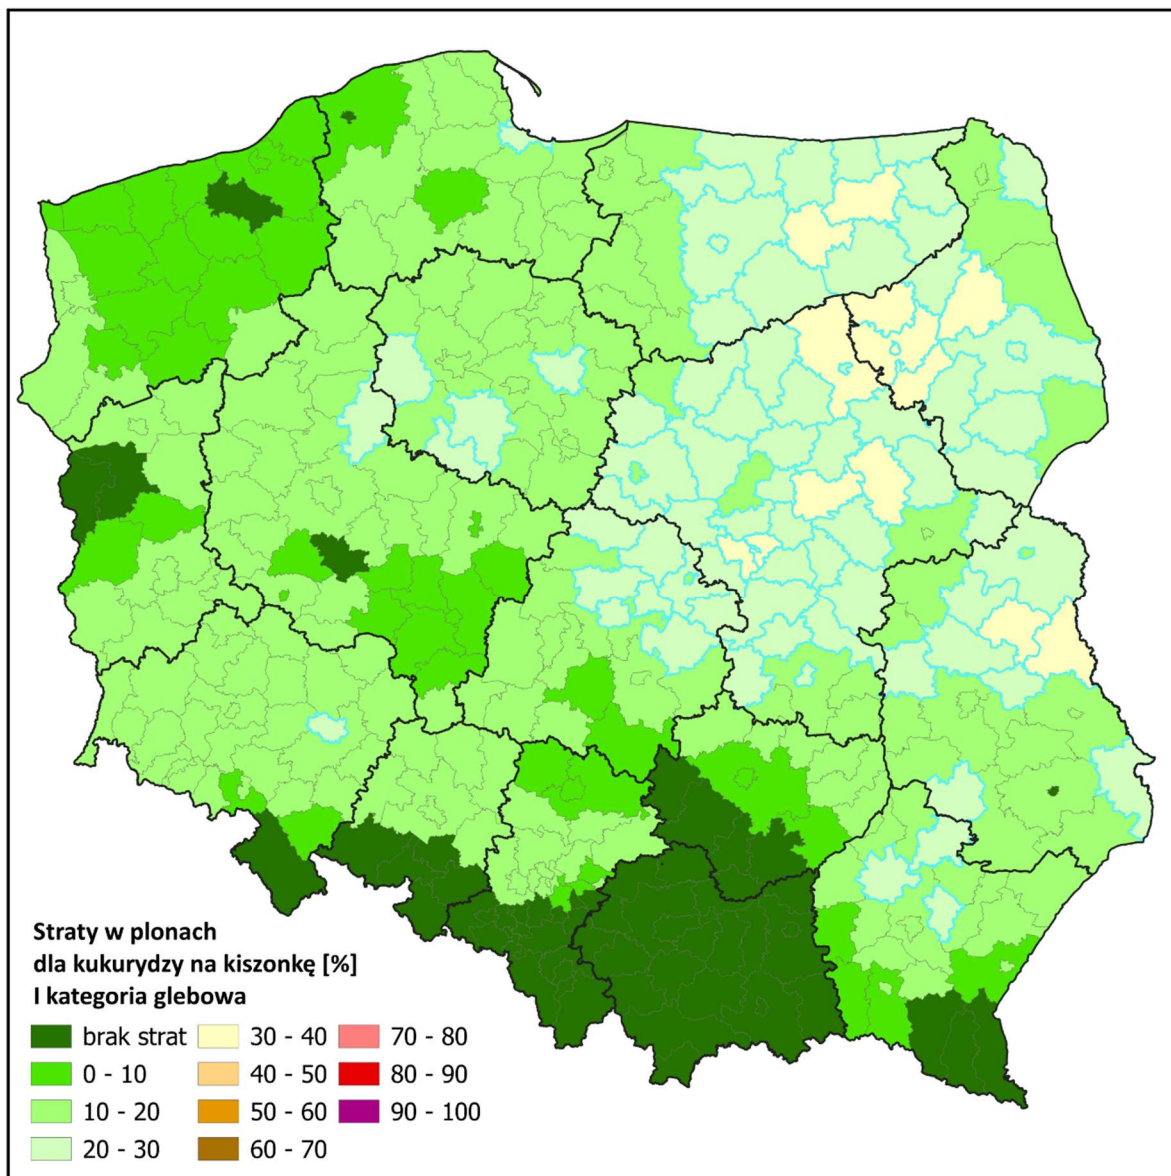 Straty w plonach
dla kukurydzy na kiszonkę [%]
I kategoria glebowa
brak strat
0 - 10
10 - 20
20 - 30
30 - 40
40 - 50
50 - 60
60 - 70
70 - 80
80 - 90
90 - 100